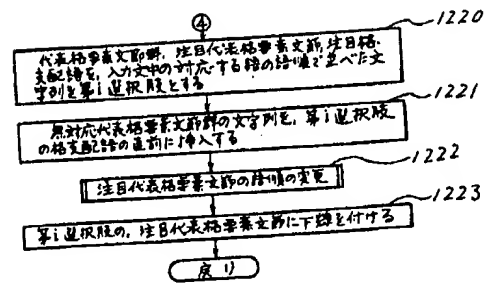 ④
1220
代表格要素文節群、注目代表格要素文節、注目格
支配語を、入力文中の対応する語の語順で並べた文
字列を第i選択肢とする
1221
無対応代表格要素文節群の文字列を、第i選択肢
の格支配語の直前に挿入する
1222
注目代表格要素文節の語順の変更
1223
第i選択肢の、注目代表格要素文節に下線を付ける
戻り